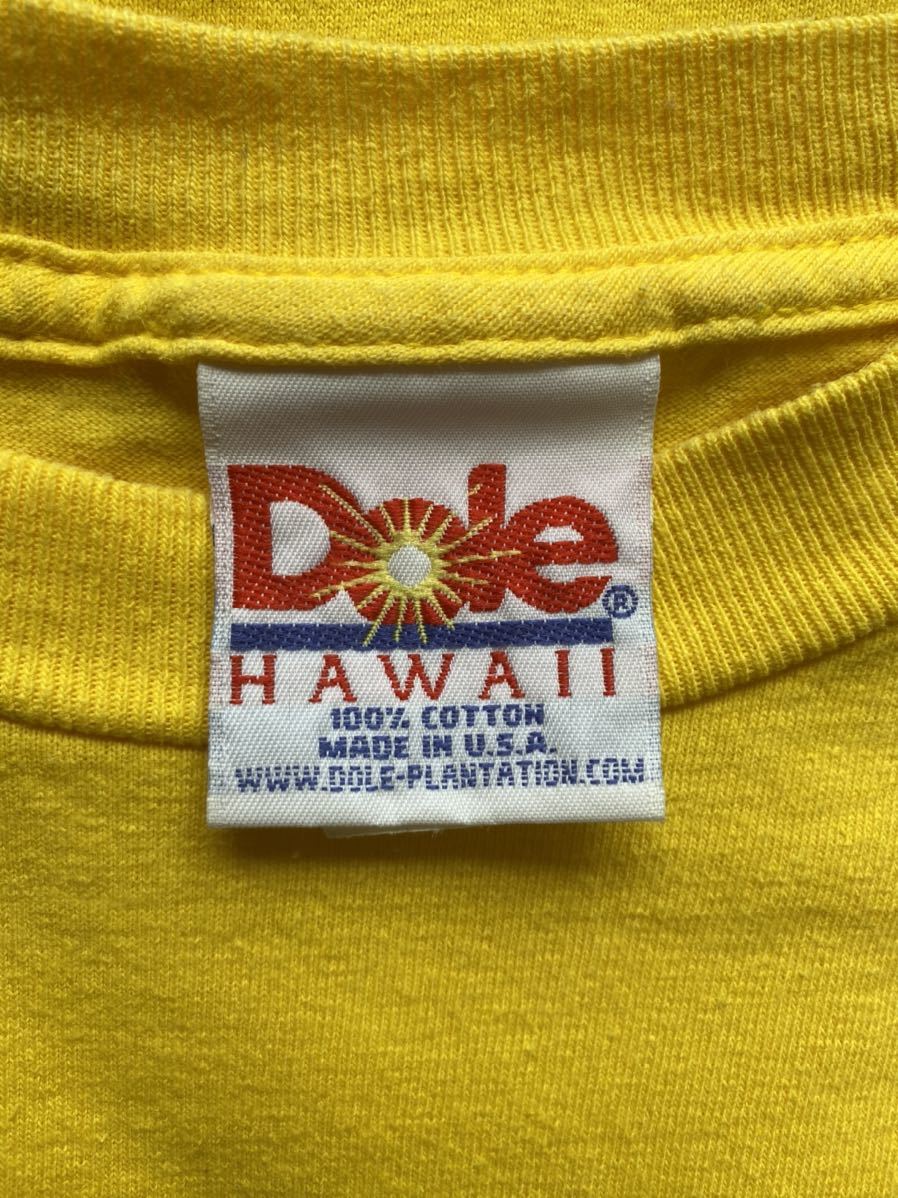 Dole®
HAWAII
100% COTTON
MADE IN U.S.A.
WWW.DOLE-PLANTATION.COM